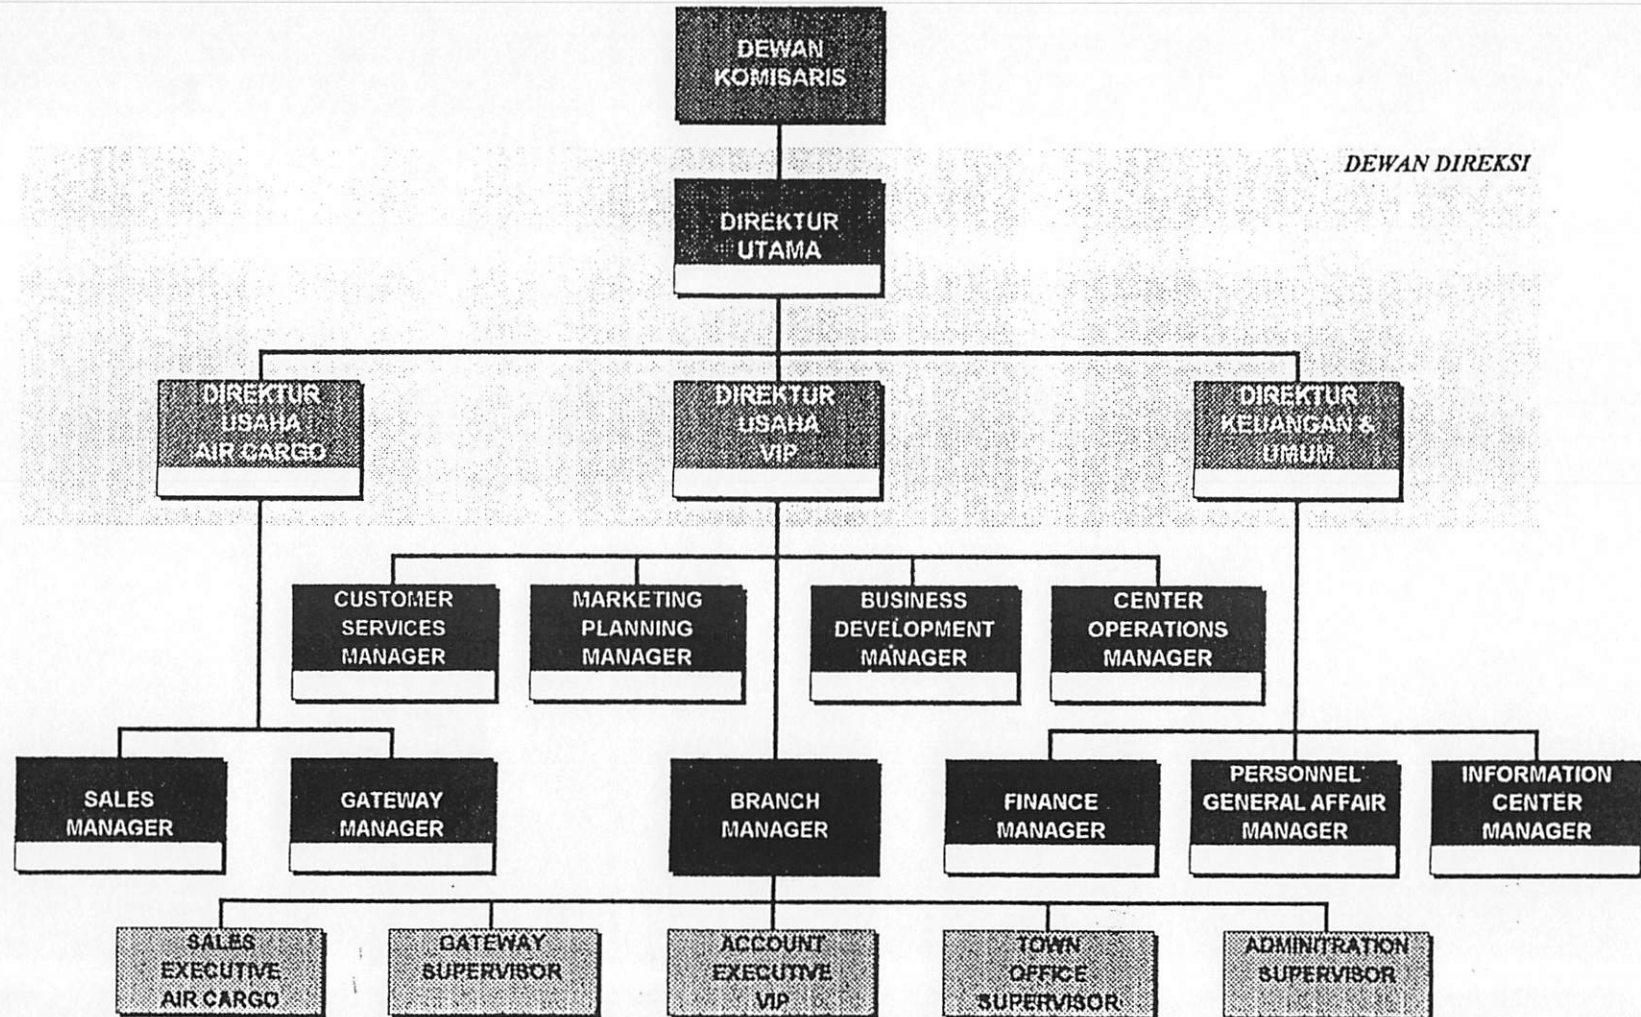 DEWAN
KOMISARIS
DEWAN DIREKSI
DIREKTUR
UTAMA
DIREKTUR
USAHA
AIR CARGO
DIREKTUR
USAHA
VIP
DIREKTUR
KEUANGAN &
UMUM
CUSTOMER
SERVICES
MANAGER
MARKETING
PLANNING
MANAGER
BUSINESS
DEVELOPMENT
MANAGER
CENTER
OPERATIONS
MANAGER
SALES
MANAGER
GATEWAY
MANAGER
BRANCH
MANAGER
FINANCE
MANAGER
PERSONNEL
GENERAL AFFAIR
MANAGER
INFORMATION
CENTER
MANAGER
SALES
EXECUTIVE
AIR CARGO
GATEWAY
SUPERVISOR
ACCOUNT
EXECUTIVE
VIP
TOWN
OFFICE
SUPERVISOR
ADMINITRATION
SUPERVISOR